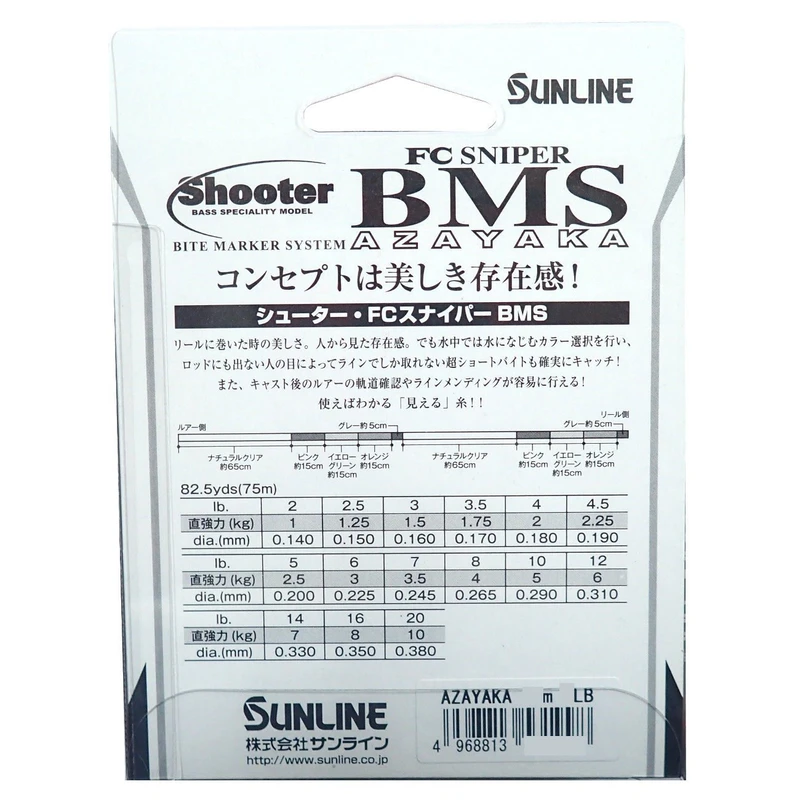 SUNLINE
FC SNIPER
Shooter BMS
BASS SPECIALITY MODEL
BITE MARKER SYSTEM AZAYAKA
コンセプトは美しき存在感!
シューター・FCスナイパー BMS
リールに巻いた時の美しさ。人から見た存在感。でも水中では水になじむカラー選択を行い、
ロッドにも出ない人の目によってラインでしか取れない超ショートバイトも確実にキャッチ!
また、キャスト後のルアーの軌道確認やラインメンディングが容易に行える!
使えばわかる「見える」糸!!
ルアー側 グレー約5cm グレー約5cm リール側
ナチュラルクリア 約65cm ピンク 約15cm イエローグリーン 約15cm オレンジ 約15cm ナチュラルクリア 約65cm ピンク 約15cm イエローグリーン 約15cm オレンジ 約15cm
82.5yds(75m)
lb. 2 2.5 3 3.5 4 4.5
直強力(kg) 1 1.25 1.5 1.75 2 2.25
dia.(mm) 0.140 0.150 0.160 0.170 0.180 0.190
lb. 5 6 7 8 10 12
直強力(kg) 2.5 3 3.5 4 5 6
dia.(mm) 0.200 0.225 0.245 0.265 0.290 0.310
lb. 14 16 20
直強力(kg) 7 8 10
dia.(mm) 0.330 0.350 0.380
SUNLINE
株式会社サンライン
http://www.sunline.co.jp
AZAYAKA m LB
4 968813